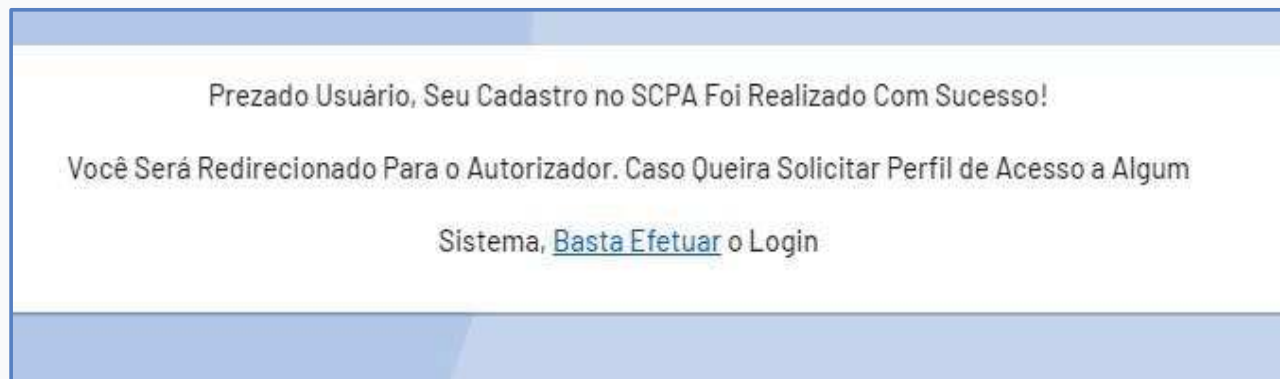 Prezado Usuário, Seu Cadastro no SCPA Foi Realizado Com Sucesso!
Você Será Redirecionado Para o Autorizador. Caso Queira Solicitar Perfil de Acesso a Algum
Sistema, Basta Efetuar o Login